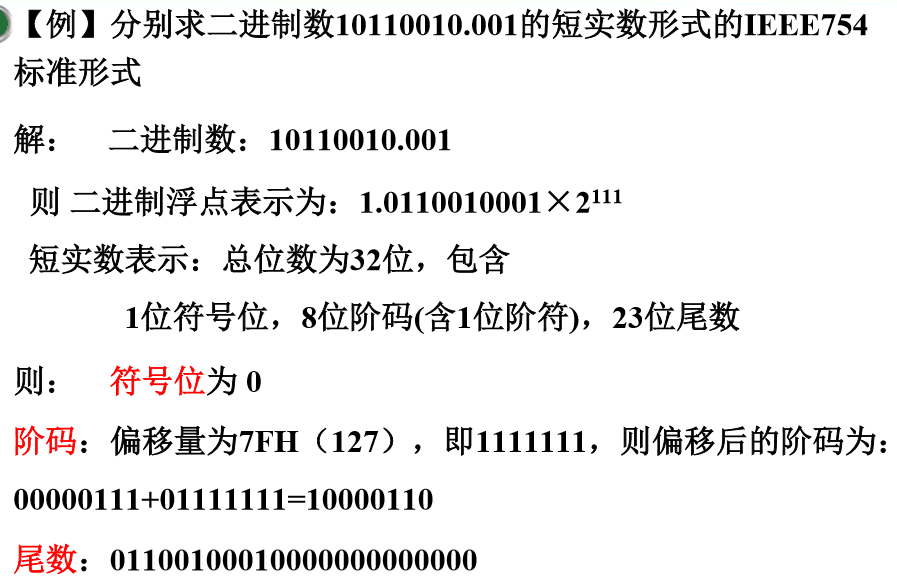 【例】分别求二进制数10110010.001的短实数形式的IEEE754
标准形式
解： 二进制数：10110010.001
则 二进制浮点表示为：1.0110010001×2¹¹¹
短实数表示：总位数为32位，包含
1位符号位，8位阶码(含1位阶符)，23位尾数
则： 符号位为 0
阶码：偏移量为7FH（127），即1111111，则偏移后的阶码为：
00000111+01111111=10000110
尾数：01100100010000000000000